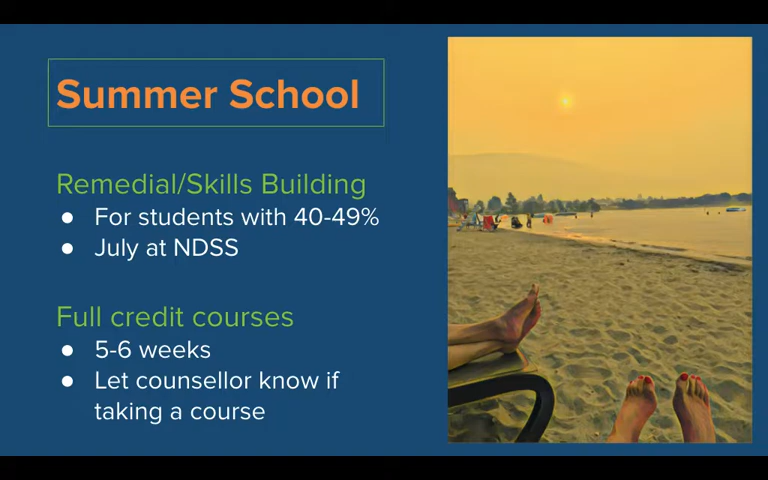 Summer School
Remedial/Skills Building
● For students with 40-49%
● July at NDSS
Full credit courses
● 5-6 weeks
● Let counsellor know if
taking a course